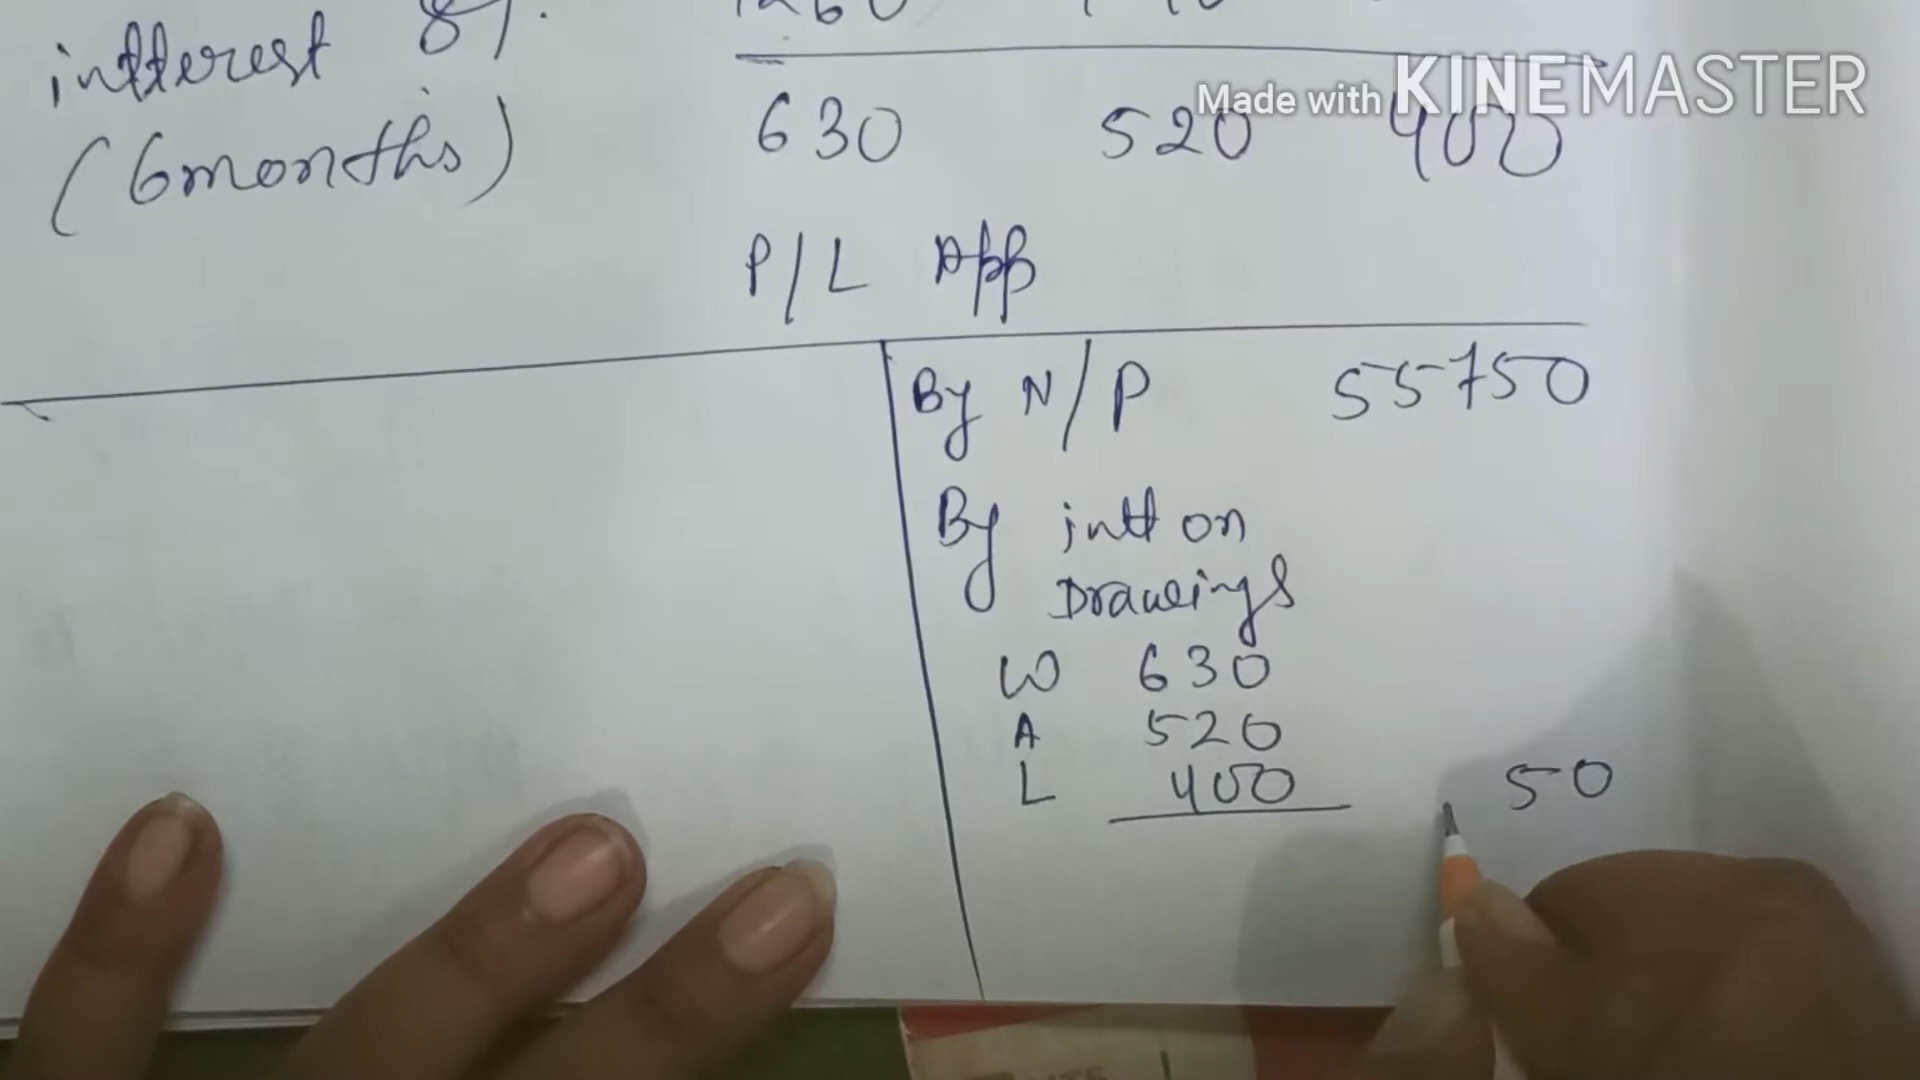 intterest 8%.
Made with KINEMASTER
(6months)
630 520 400
P/L App
By N/P 55750
By intt on
Drawings
W 630
A 520
L 400 50